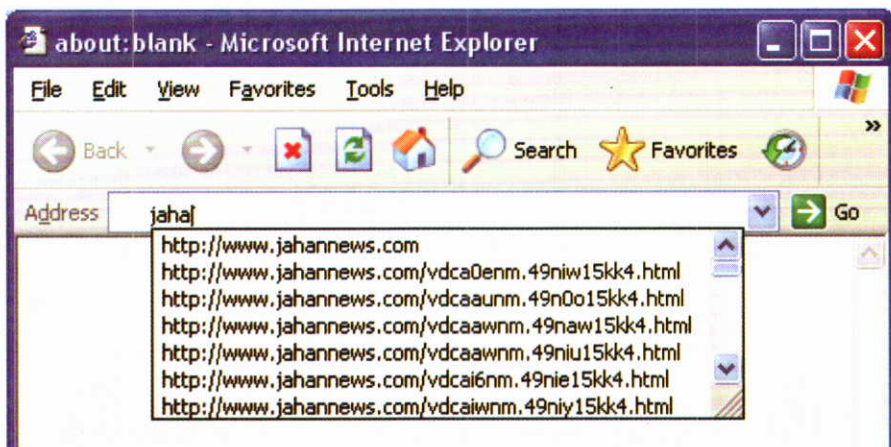 about:blank - Microsoft Internet Explorer
File Edit View Favorites Tools Help
Back Search Favorites »
Address jaha Go
http://www.jahannews.com
http://www.jahannews.com/vdca0enm.49niw15kk4.html
http://www.jahannews.com/vdcaaunm.49n0o15kk4.html
http://www.jahannews.com/vdcaawnm.49naw15kk4.html
http://www.jahannews.com/vdcaawnm.49niu15kk4.html
http://www.jahannews.com/vdcai6nm.49nie15kk4.html
http://www.jahannews.com/vdcaiwnm.49niy15kk4.html